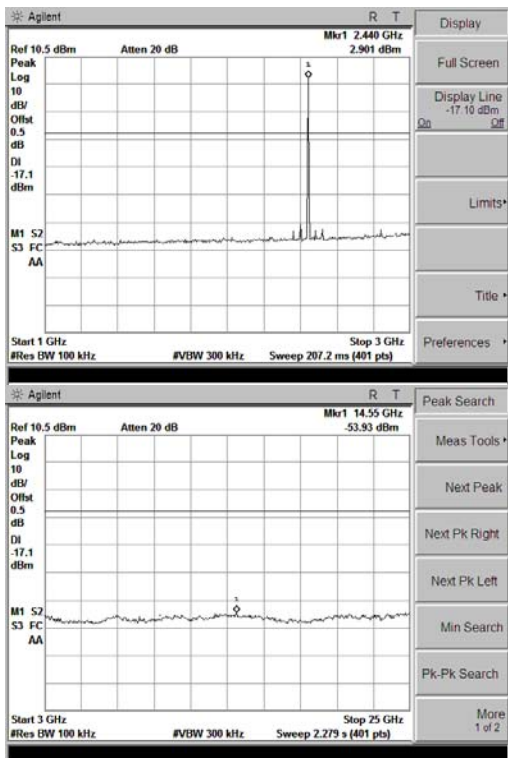 Agilent R T Display
Mkr1 2.440 GHz
Ref 10.5 dBm Atten 20 dB 2.901 dBm
Peak
Log
10
dB/
Offst
0.5
dB
DI
-17.1
dBm
1
M1 S2
S3 FC
AA
Start 1 GHz Stop 3 GHz
#Res BW 100 kHz #VBW 300 kHz Sweep 207.2 ms (401 pts)
Full Screen
Display Line
-17.10 dBm
On Off
Limits
Title
Preferences
Agilent R T Peak Search
Mkr1 14.55 GHz
Ref 10.5 dBm Atten 20 dB -53.93 dBm
Peak
Log
10
dB/
Offst
0.5
dB
DI
-17.1
dBm
1
M1 S2
S3 FC
AA
Start 3 GHz Stop 25 GHz
#Res BW 100 kHz #VBW 300 kHz Sweep 2.279 s (401 pts)
Meas Tools
Next Peak
Next Pk Right
Next Pk Left
Min Search
Pk-Pk Search
More
1 of 2